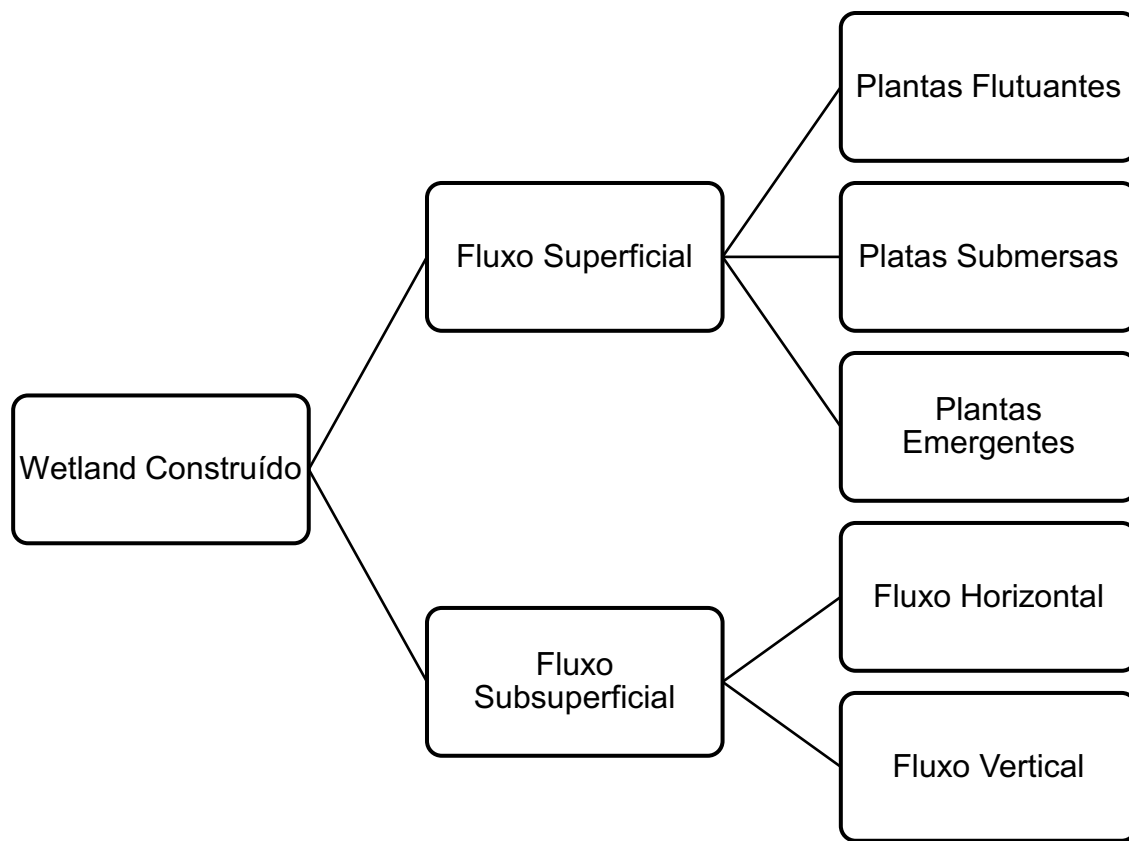 Plantas Flutuantes
Fluxo Superficial
Platas Submersas
Plantas
Emergentes
Wetland Construído
Fluxo Horizontal
Fluxo
Subsuperficial
Fluxo Vertical